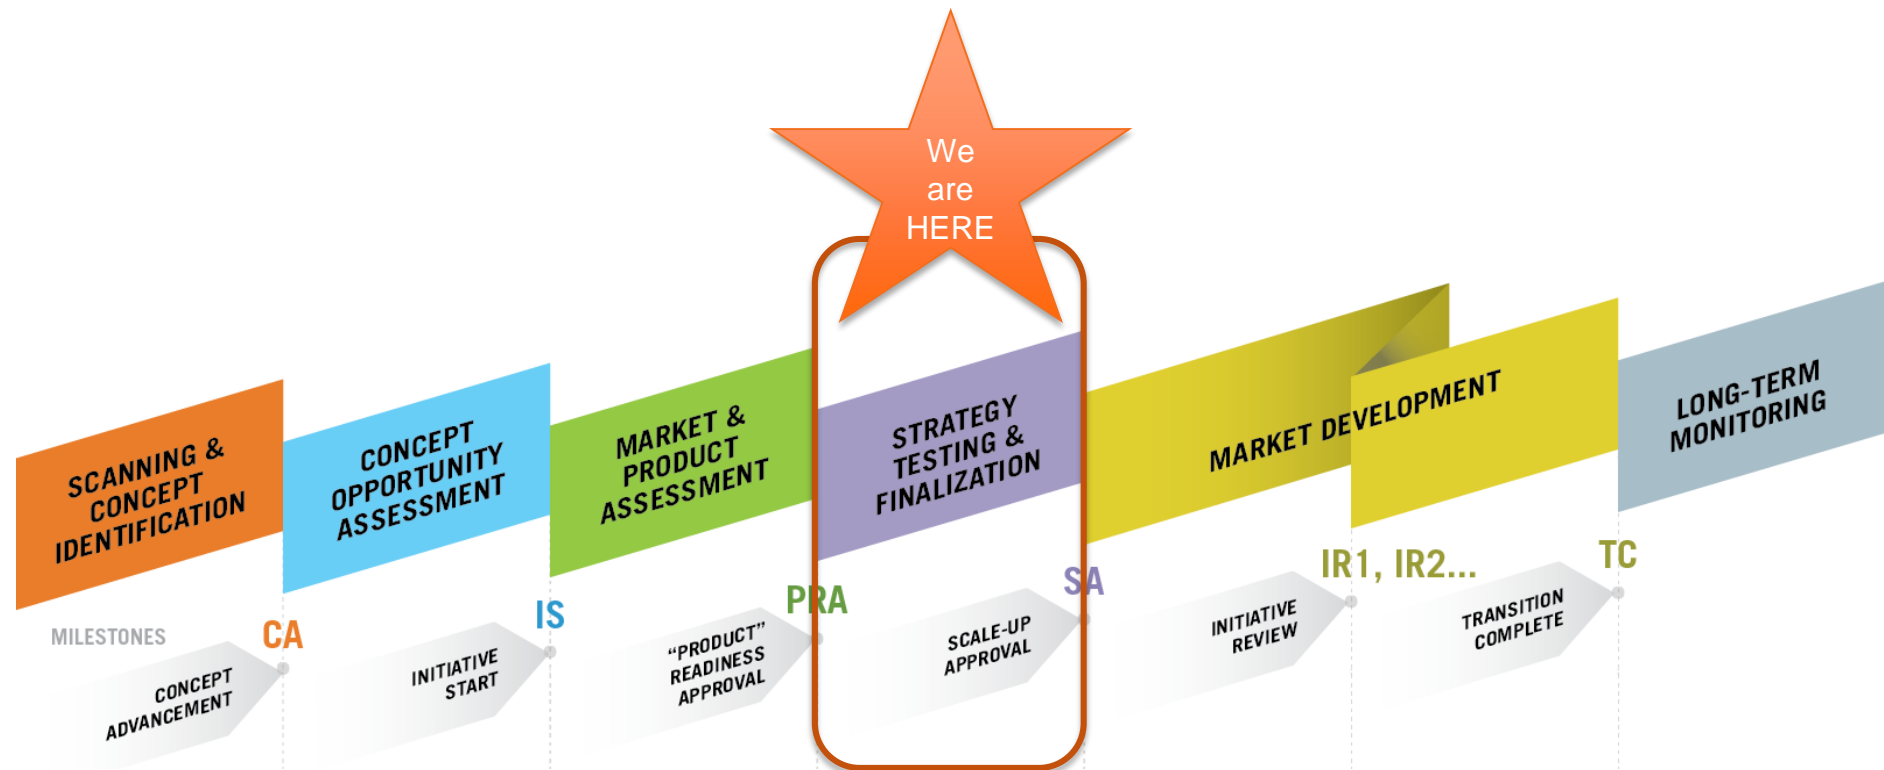 We
are
HERE
SCANNING &
CONCEPT
IDENTIFICATION
CONCEPT
OPPORTUNITY
ASSESSMENT
MARKET &
PRODUCT
ASSESSMENT
STRATEGY
TESTING &
FINALIZATION
MARKET DEVELOPMENT
LONG-TERM
MONITORING
MILESTONES
CA
IS
PRA
SA
IR1, IR2...
TC
CONCEPT
ADVANCEMENT
INITIATIVE
START
"PRODUCT"
READINESS
APPROVAL
SCALE-UP
APPROVAL
INITIATIVE
REVIEW
TRANSITION
COMPLETE